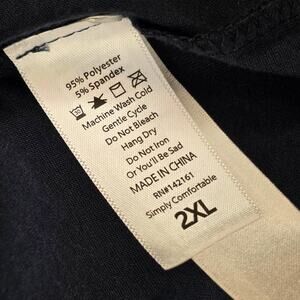 95% Polyester
5% Spandex
30
Machine Wash Cold
Gentle Cycle
Do Not Bleach
Hang Dry
Do Not Iron
Or You'll Be Sad
MADE IN CHINA
RN#142161
Simply Comfortable
2XL